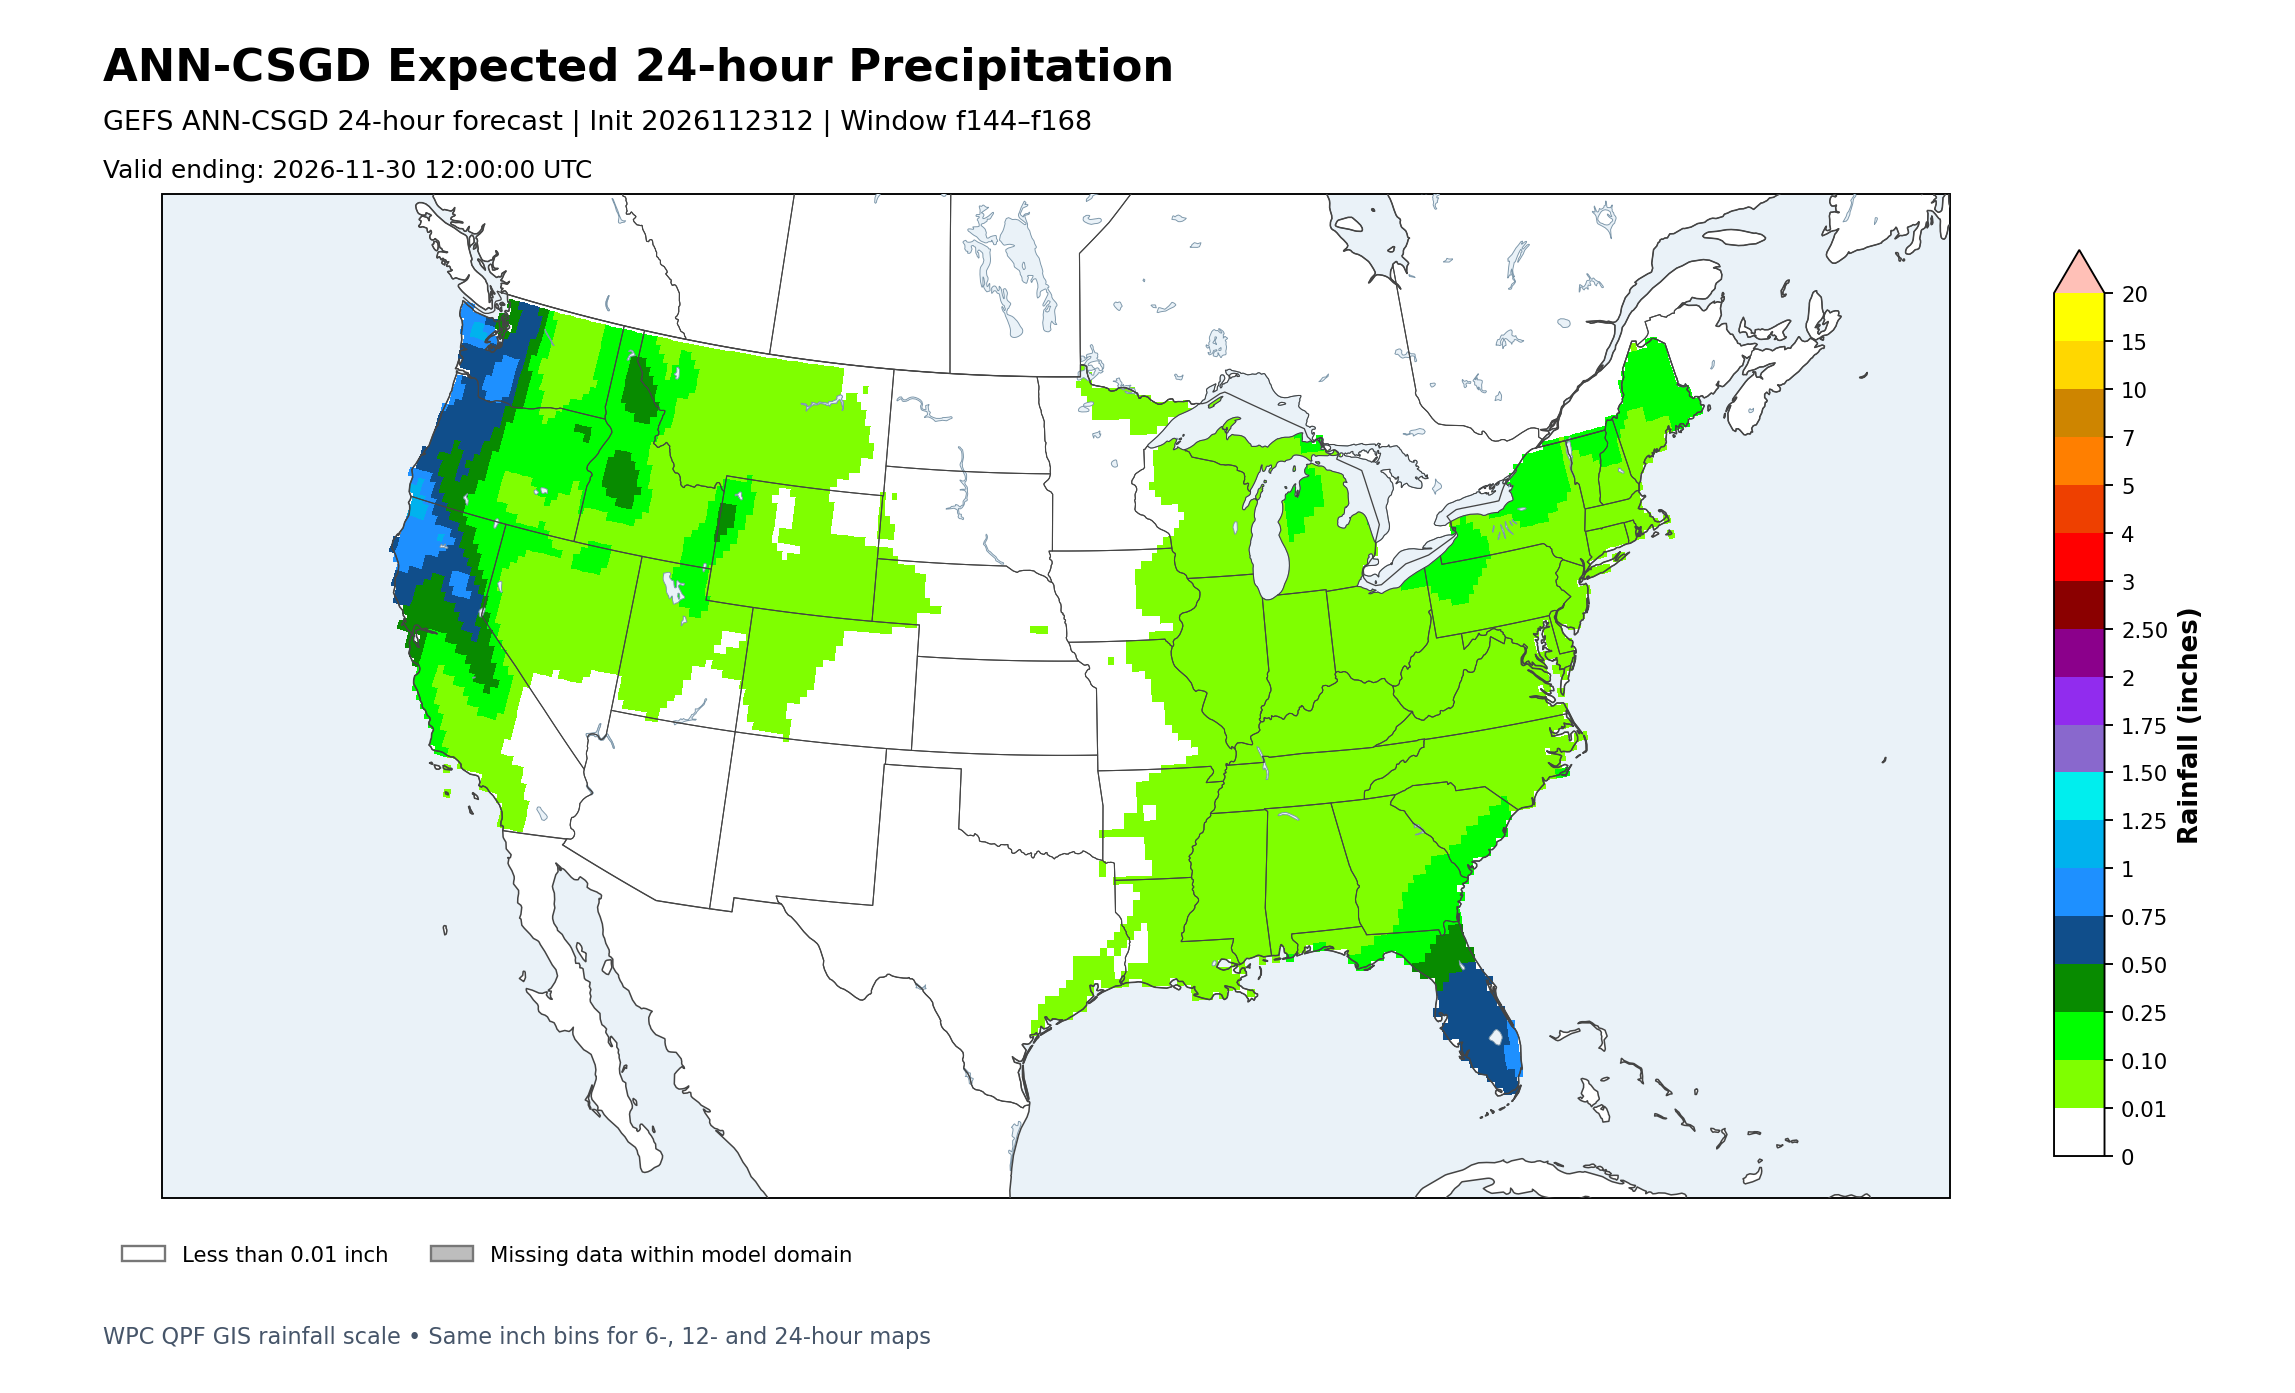 ANN-CSGD Expected 24-hour Precipitation
GEFS ANN-CSGD 24-hour forecast | Init 2026112312 | Window f144–f168
Valid ending: 2026-11-30 12:00:00 UTC
20
15
10
7
5
4
3
2.50
2
1.75
1.50
1.25
1
0.75
0.50
0.25
0.10
0.01
0
Rainfall (inches)
Less than 0.01 inch
Missing data within model domain
WPC QPF GIS rainfall scale • Same inch bins for 6-, 12- and 24-hour maps